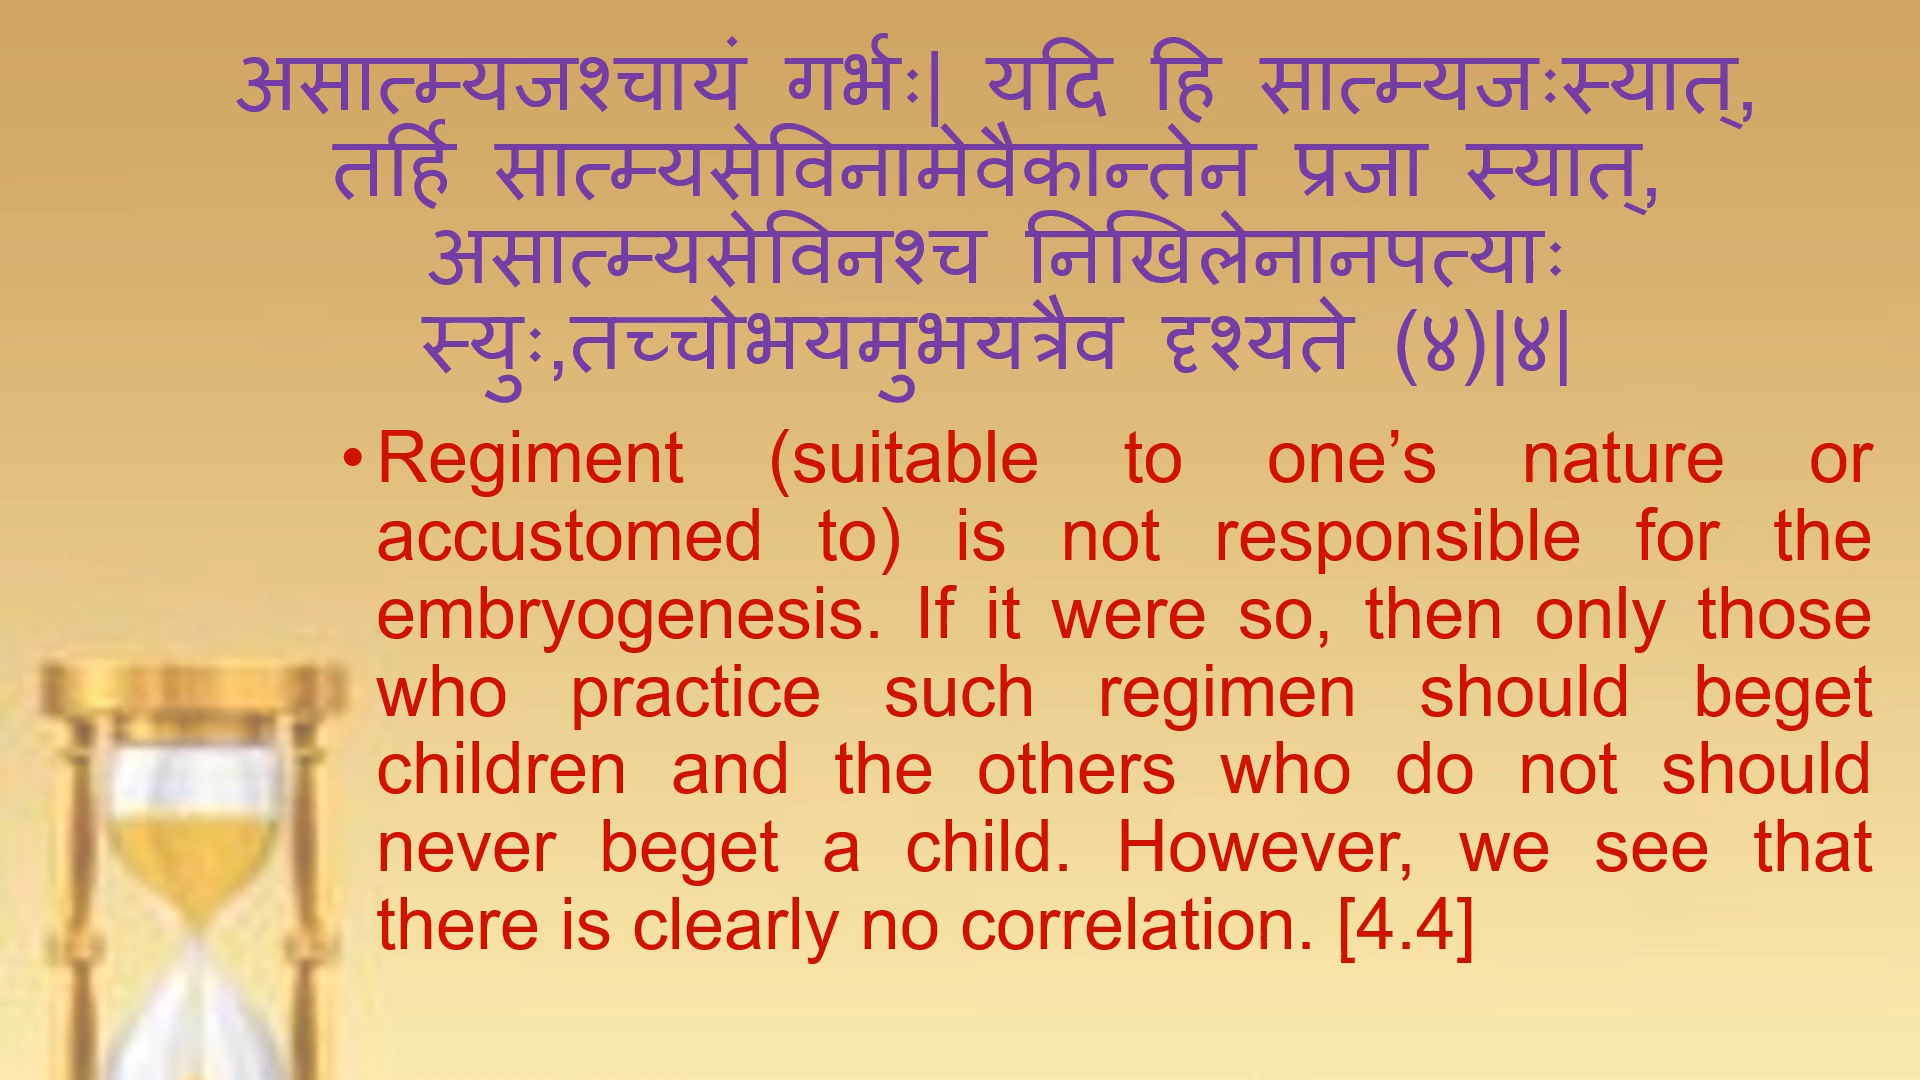 असात्म्यजश्चायं गर्भः| यदि हि सात्म्यजःस्यात्,
तर्हि सात्म्यसेविनामेवैकान्तेन प्रजा स्यात्,
असात्म्यसेविनश्च निखिलेनानपत्याः
स्युः,तच्चोभयमुभयत्रैव दृश्यते (४)|४|
• Regiment (suitable to one’s nature or
accustomed to) is not responsible for the
embryogenesis. If it were so, then only those
who practice such regimen should beget
children and the others who do not should
never beget a child. However, we see that
there is clearly no correlation. [4.4]